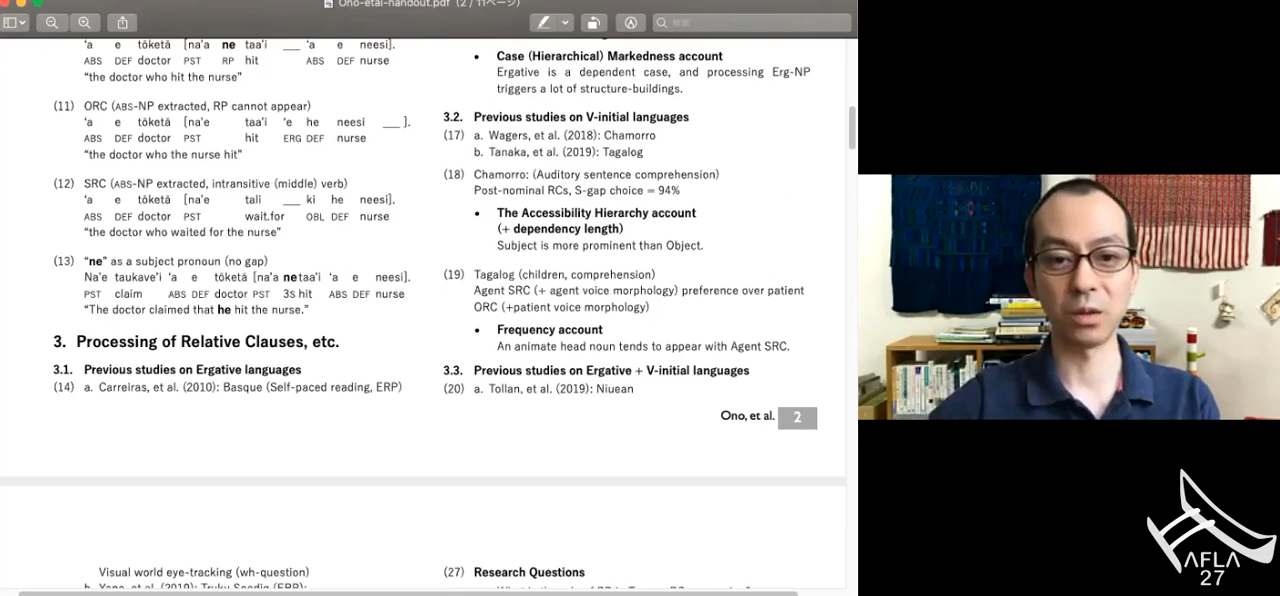 Ono-etal-handout.pdf (2 / 11ページ)
検索
'a e tōketā [na'a ne taa'i __ 'a e neesi].
ABS DEF doctor PST RP hit ABS DEF nurse
"the doctor who hit the nurse"
(11) ORC (ABS-NP extracted, RP cannot appear)
'a e tōketā [na'e taa'i 'e he neesi __ ].
ABS DEF doctor PST hit ERG DEF nurse
"the doctor who the nurse hit"
(12) SRC (ABS-NP extracted, intransitive (middle) verb)
'a e tōketā [na'e tali __ ki he neesi].
ABS DEF doctor PST wait.for OBL DEF nurse
"the doctor who waited for the nurse"
(13) "ne" as a subject pronoun (no gap)
Na'e taukave'i 'a e tōketā [na'a ne taa'i 'a e neesi].
PST claim ABS DEF doctor PST 3s hit ABS DEF nurse
"The doctor claimed that he hit the nurse."
3. Processing of Relative Clauses, etc.
3.1. Previous studies on Ergative languages
(14) a. Carreiras, et al. (2010): Basque (Self-paced reading, ERP)
• Case (Hierarchical) Markedness account
Ergative is a dependent case, and processing Erg-NP
triggers a lot of structure-buildings.
3.2. Previous studies on V-initial languages
(17) a. Wagers, et al. (2018): Chamorro
b. Tanaka, et al. (2019): Tagalog
(18) Chamorro: (Auditory sentence comprehension)
Post-nominal RCs, S-gap choice = 94%
• The Accessibility Hierarchy account
(+ dependency length)
Subject is more prominent than Object.
(19) Tagalog (children, comprehension)
Agent SRC (+ agent voice morphology) preference over patient
ORC (+patient voice morphology)
• Frequency account
An animate head noun tends to appear with Agent SRC.
3.3. Previous studies on Ergative + V-initial languages
(20) a. Tollan, et al. (2019): Niuean
Ono, et al. 2
Visual world eye-tracking (wh-question)
(27) Research Questions
AFLA
27